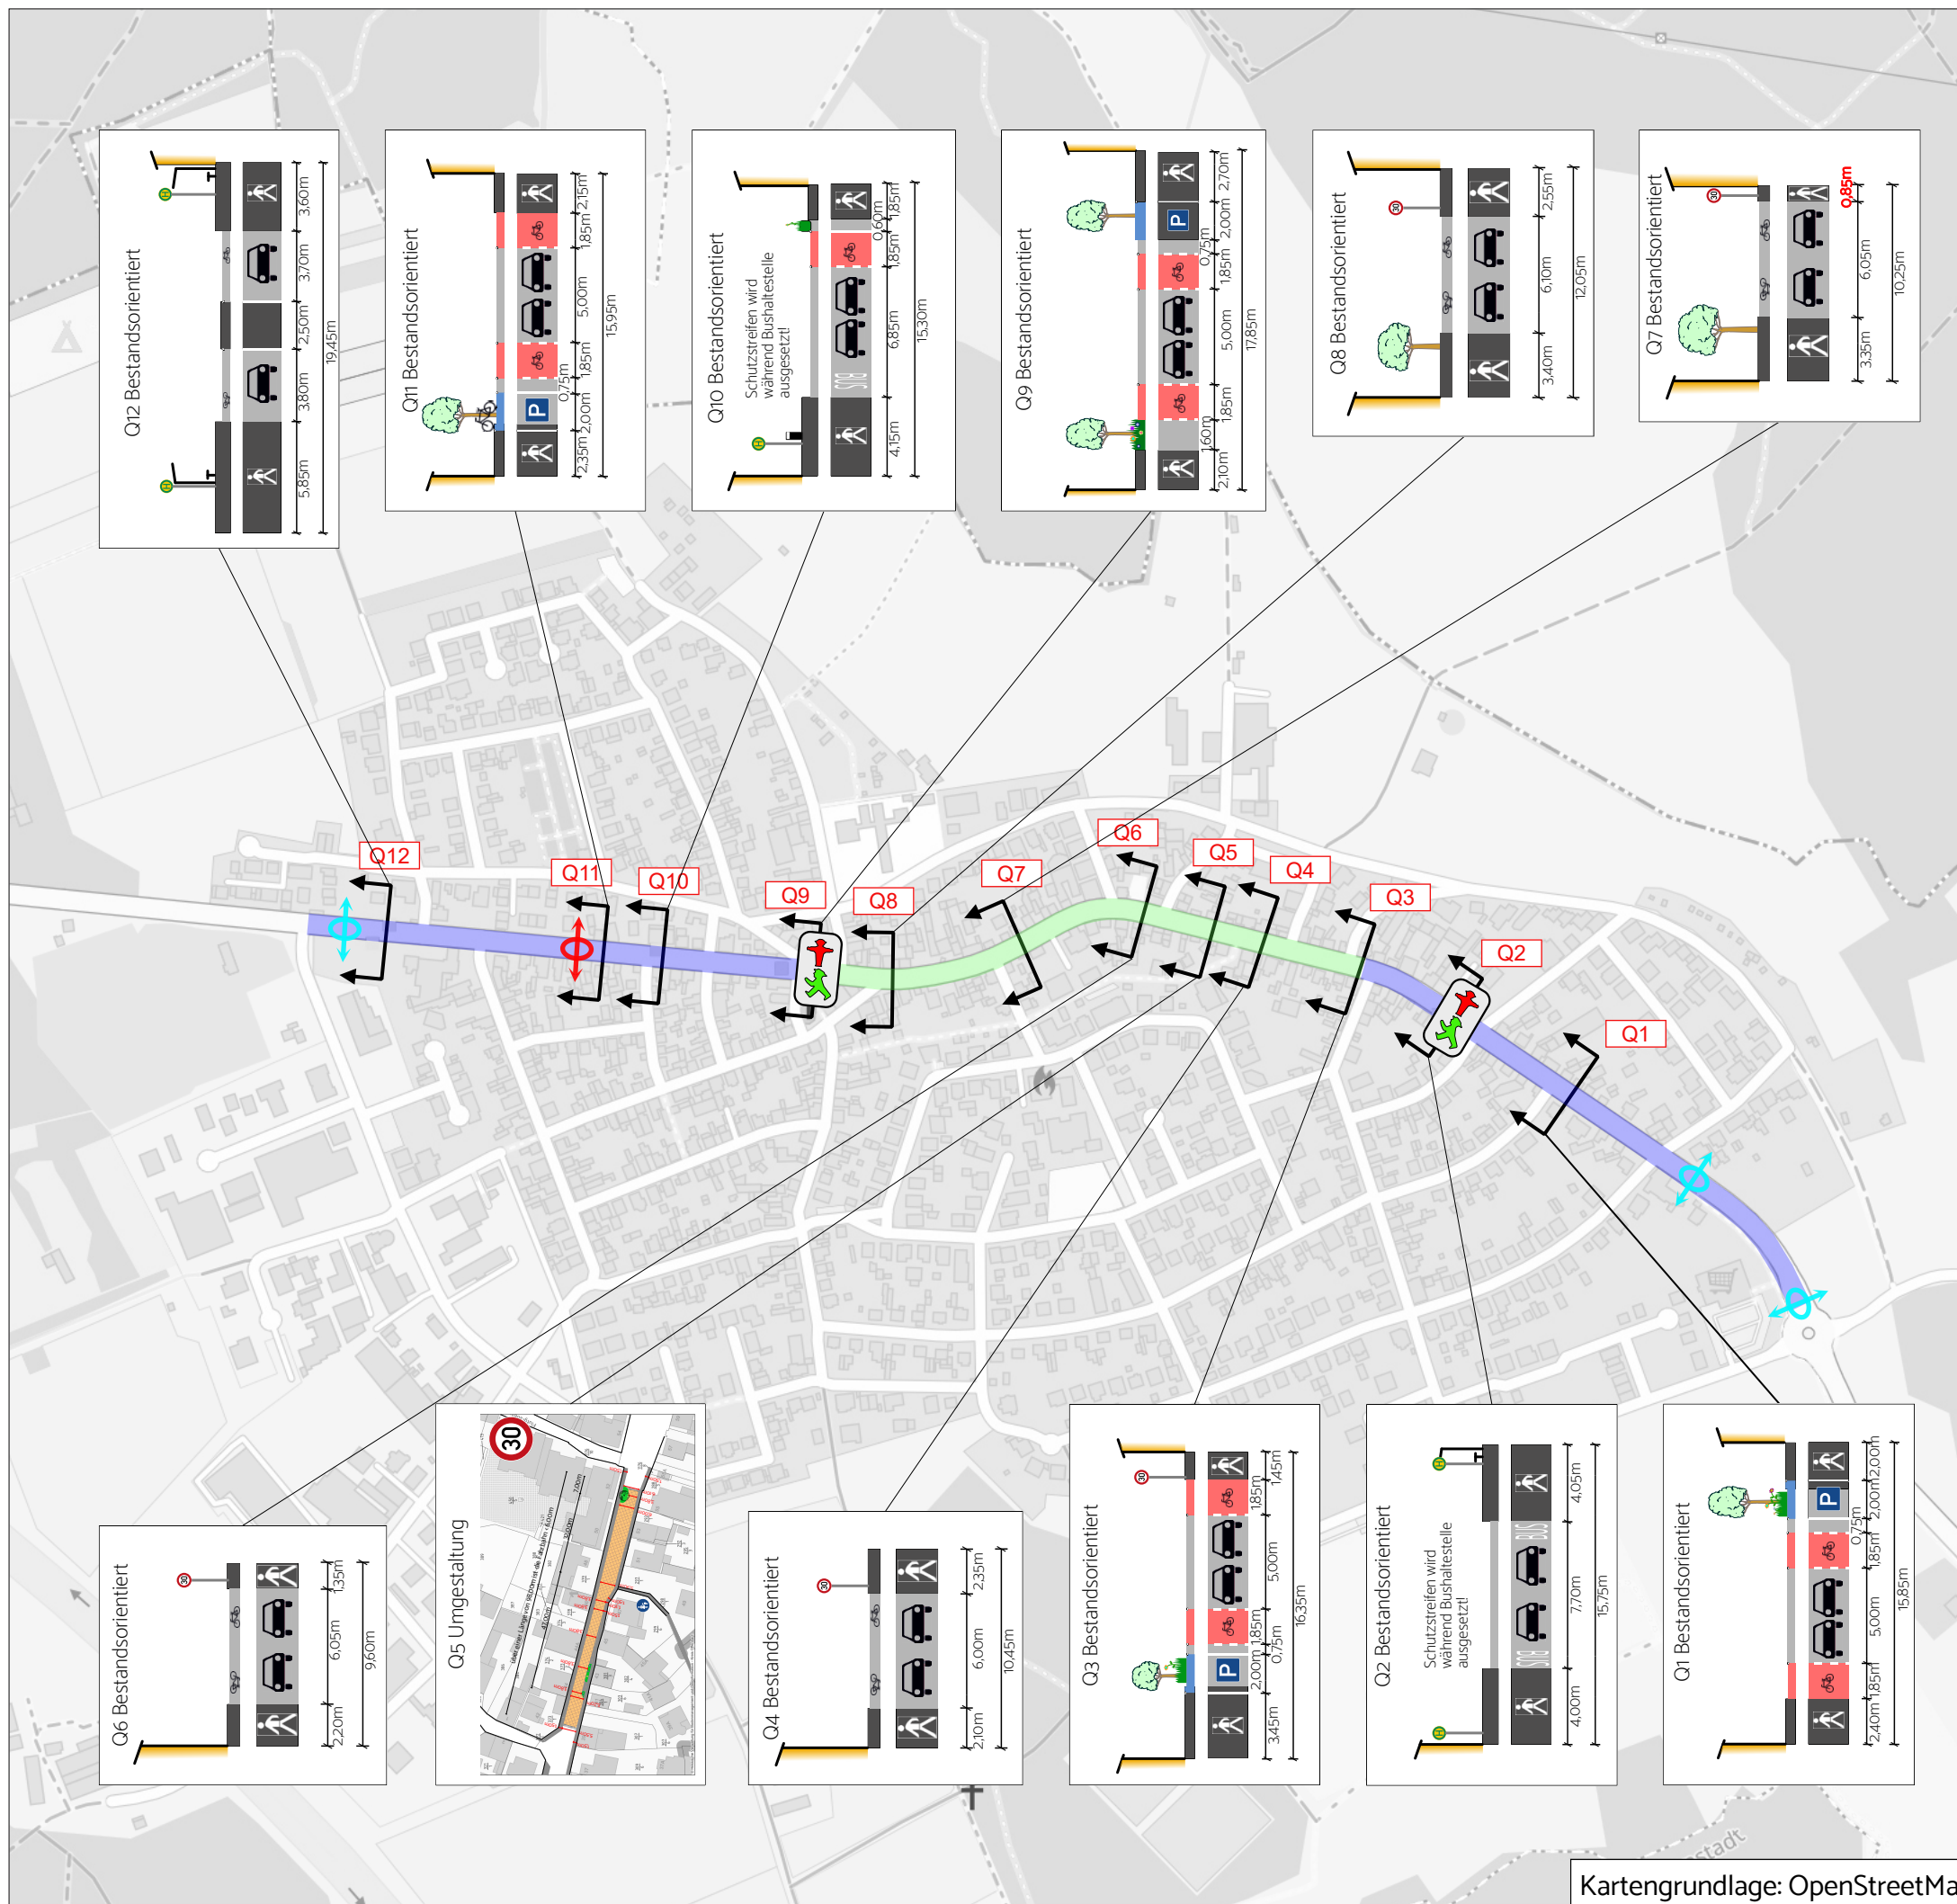 Q12 Bestandsorientiert
5,85m
3,80m
2,50m
3,70m
3,60m
19,45m
Q11 Bestandsorientiert
P
2,35m
2,00m
0,75m
1,85m
5,00m
1,85m
2,15m
15,95m
Q10 Bestandsorientiert
Schutzstreifen wird
während Bushaltestelle
ausgesetzt!
BUS
4,15m
6,85m
1,85m
0,60m
1,85m
15,30m
Q9 Bestandsorientiert
P
2,10m
1,60m
1,85m
5,00m
1,85m
0,75m
2,00m
2,70m
17,85m
Q8 Bestandsorientiert
30
3,40m
6,10m
2,55m
12,05m
Q7 Bestandsorientiert
30
3,35m
6,05m
0,85m
10,25m
Q12
Q11
Q10
Q9
Q8
Q7
Q6
Q5
Q4
Q3
Q2
Q1
Q6 Bestandsorientiert
30
2,20m
6,05m
1,35m
9,60m
Q5 Umgestaltung
30
Q4 Bestandsorientiert
30
2,10m
6,00m
2,35m
10,45m
Q3 Bestandsorientiert
30
P
3,45m
2,00m
0,75m
1,85m
5,00m
1,85m
1,45m
16,35m
Q2 Bestandsorientiert
Schutzstreifen wird
während Bushaltestelle
ausgesetzt!
BUS
BUS
4,00m
7,70m
4,05m
15,75m
Q1 Bestandsorientiert
P
2,40m
1,85m
5,00m
1,85m
0,75m
2,00m
2,00m
15,85m
Kartengrundlage: OpenStreetMa